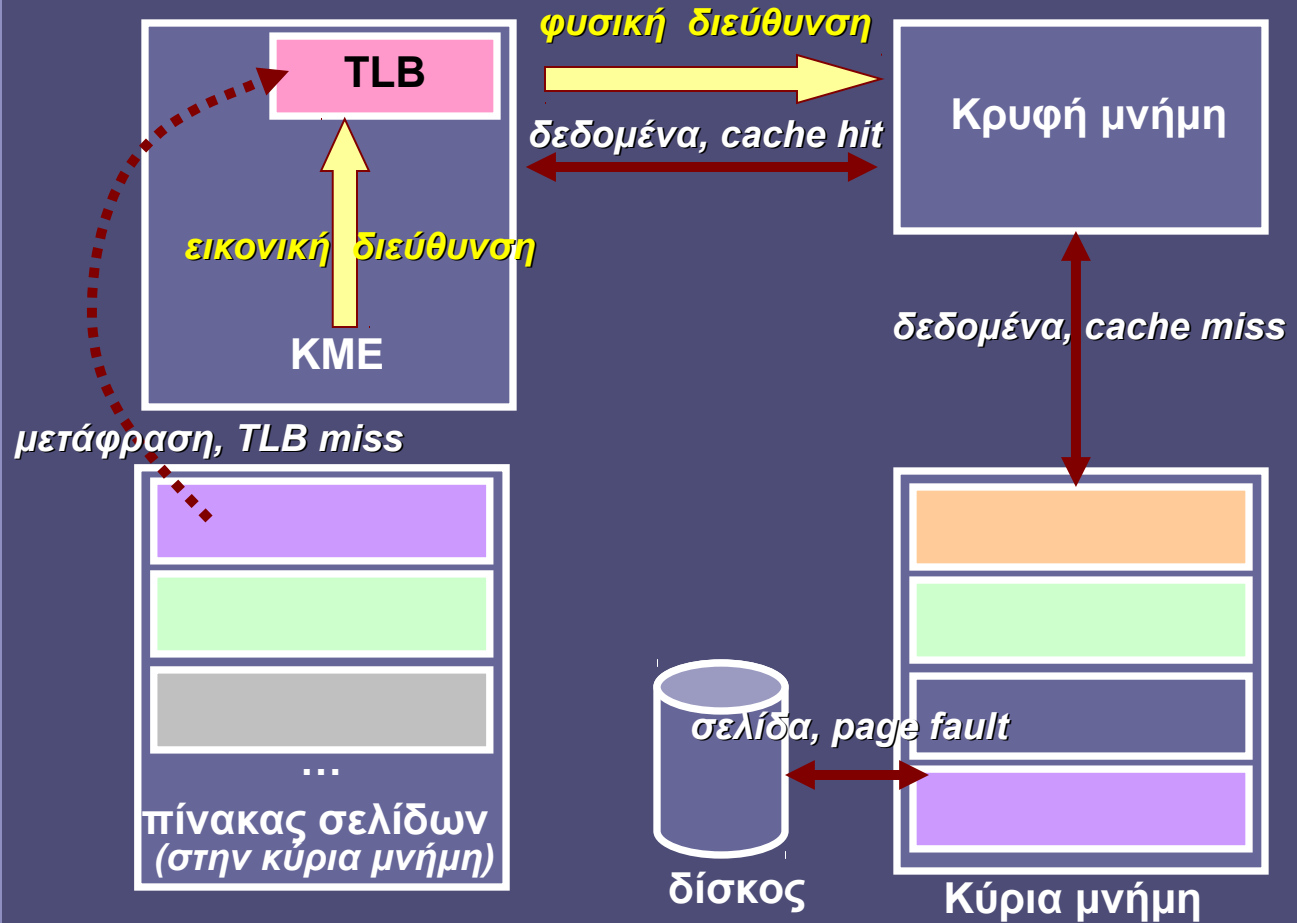 φυσική διεύθυνση
TLB
Κρυφή μνήμη
δεδομένα, cache hit
εικονική διεύθυνση
δεδομένα, cache miss
ΚΜΕ
μετάφραση, TLB miss
σελίδα, page fault
...
πίνακας σελίδων
(στην κύρια μνήμη)
δίσκος
Κύρια μνήμη